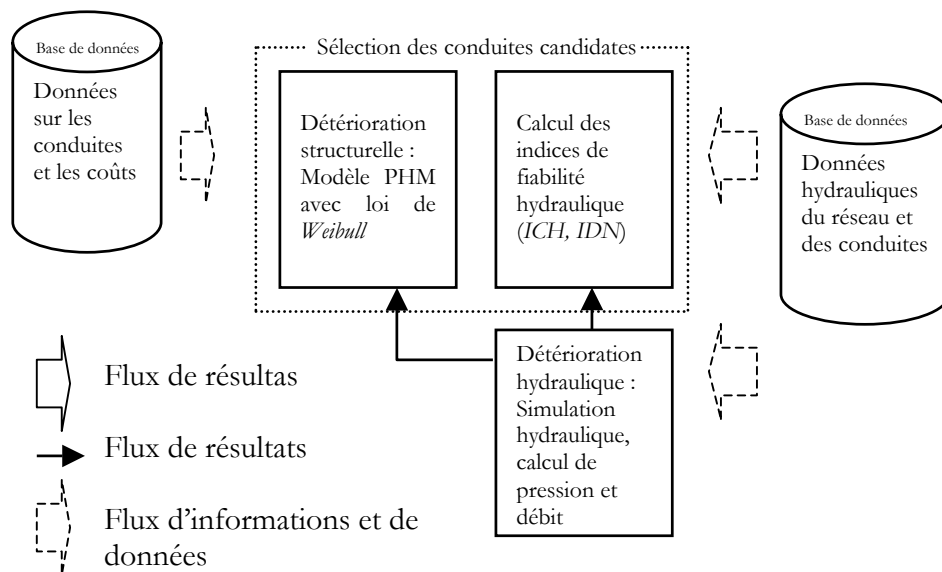 Sélection des conduites candidates
Base de données
Données
sur les
conduites
et les coûts
Détérioration
structurelle :
Modèle PHM
avec loi de
Weibull
Calcul des
indices de
fiabilité
hydraulique
(ICH, IDN)
Base de données
Données
hydrauliques
du réseau et
des conduites
Détérioration
hydraulique :
Simulation
hydraulique,
calcul de
pression et
débit
Flux de résultas
Flux de résultats
Flux d'informations et de
données